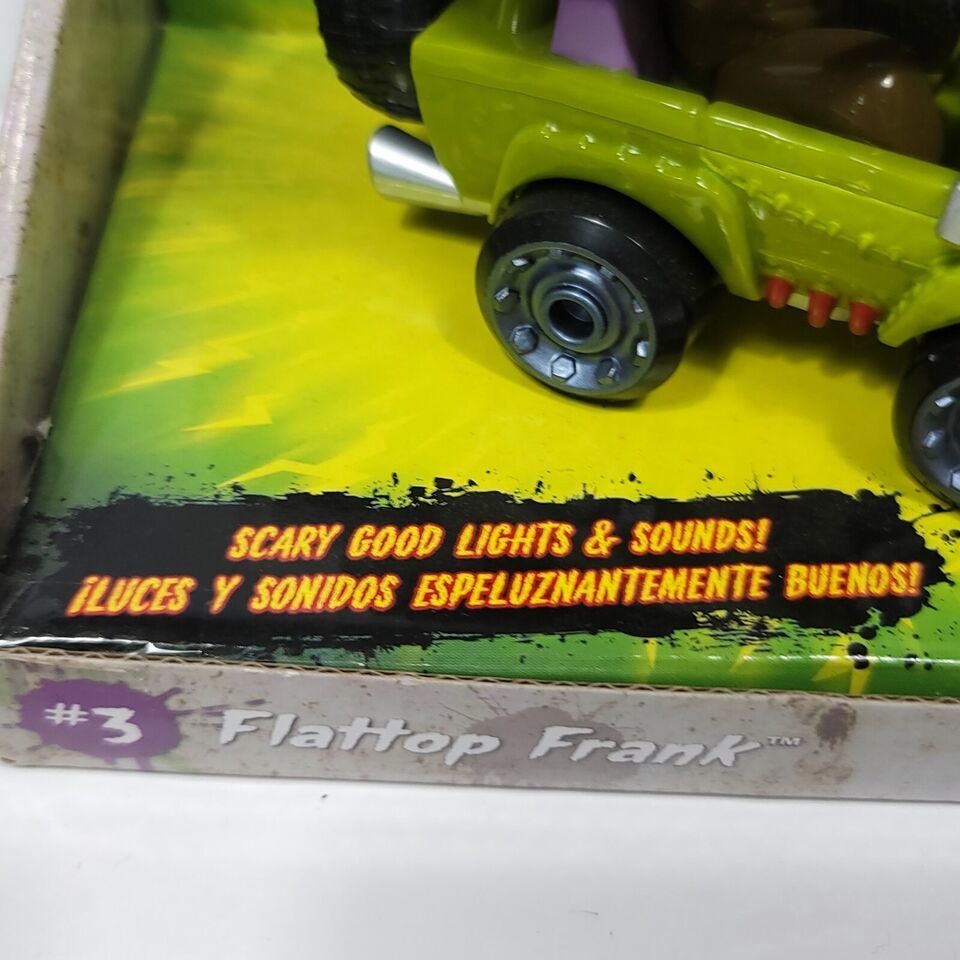 SCARY GOOD LIGHTS & SOUNDS!
¡LUCES Y SONIDOS ESPELUZNANTEMENTE BUENOS!
#3 Flattop Frank™